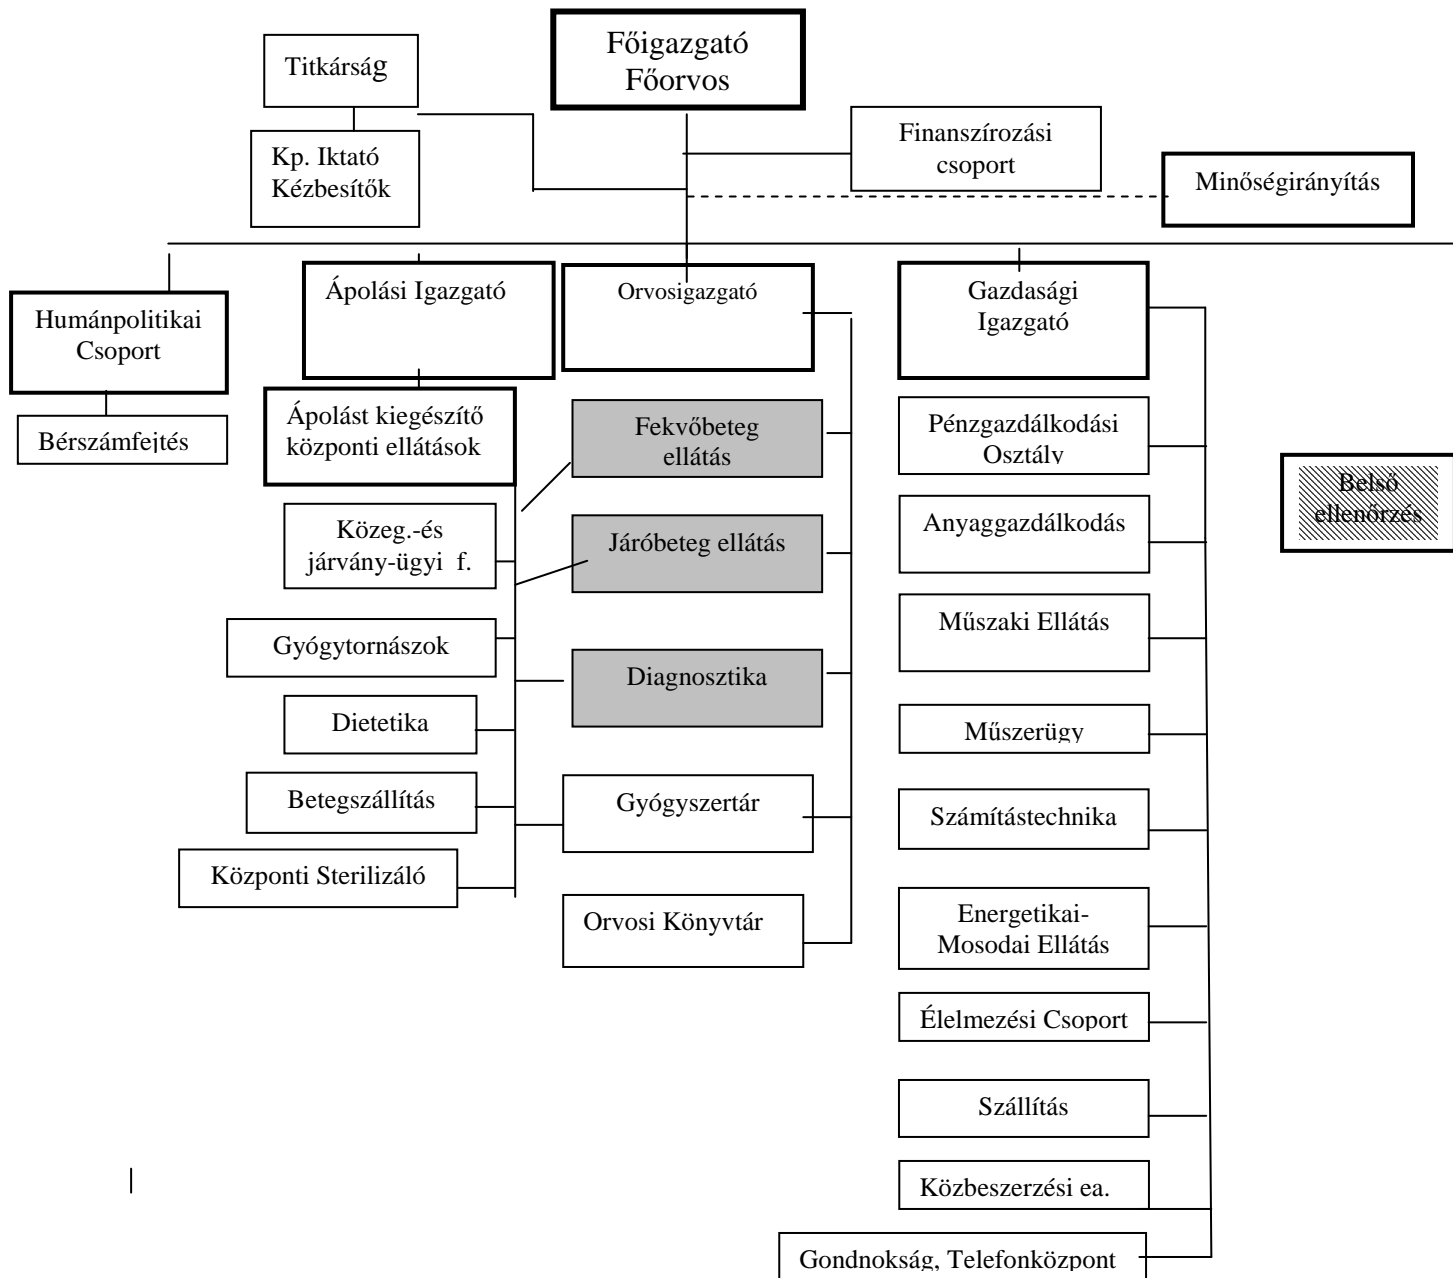 Főigazgató
Főorvos
Titkárság
Finanszírozási
csoport
Kp. Iktató
Kézbesítők
Minőségirányítás
Humánpolitikai
Csoport
Ápolási Igazgató
Orvosigazgató
Gazdasági
Igazgató
Bérszámfejtés
Ápolást kiegészítő
központi ellátások
Fekvőbeteg
ellátás
Pénzgazdálkodási
Osztály
Belső
ellenőrzés
Közeg.-és
járvány-ügyi f.
Járóbeteg ellátás
Anyaggazdálkodás
Gyógytornászok
Diagnosztika
Műszaki Ellátás
Dietetika
Műszerügy
Betegszállítás
Gyógyszertár
Számítástechnika
Központi Sterilizáló
Orvosi Könyvtár
Energetikai-
Mosodai Ellátás
Élelmezési Csoport
Szállítás
Közbeszerzési ea.
Gondnokság, Telefonközpont